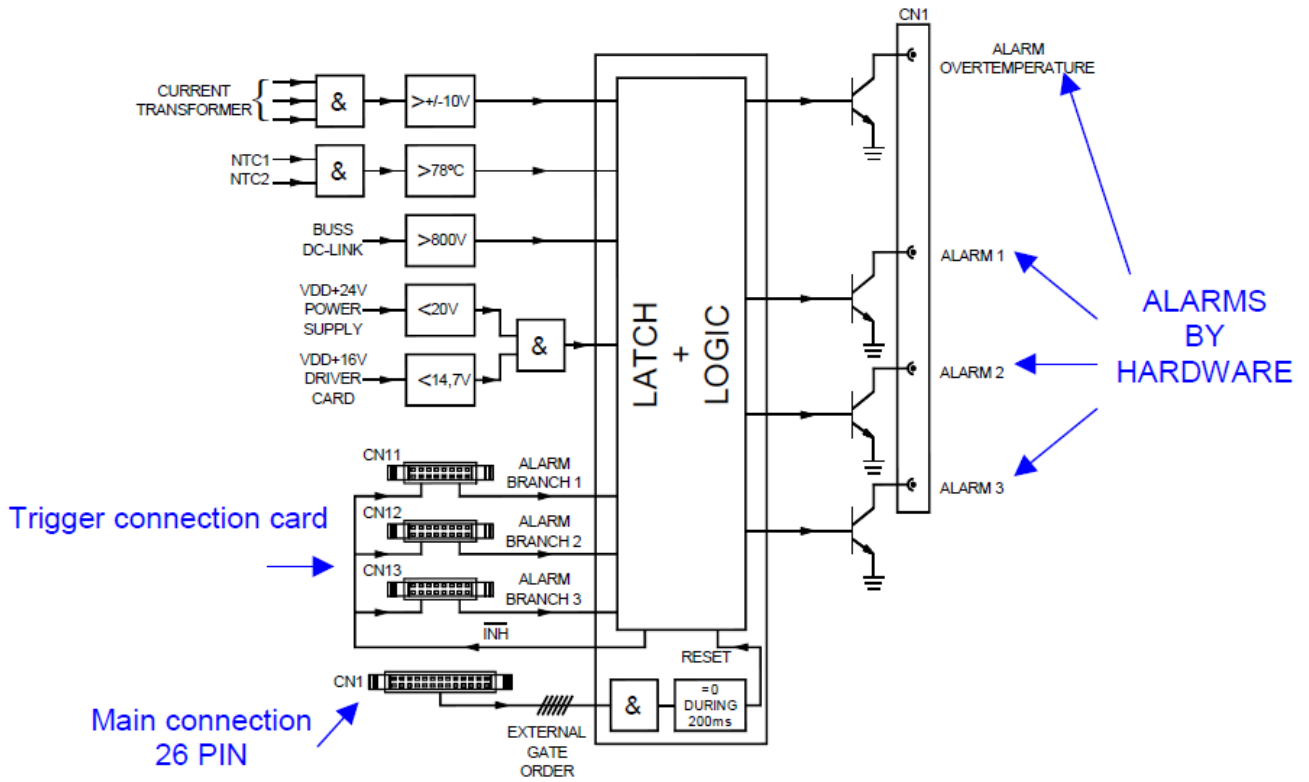 CN1
ALARM
OVERTEMPERATURE
CURRENT
TRANSFORMER
&
>+/-10V
NTC1
NTC2
&
>78ºC
BUSS
DC-LINK
>800V
VDD+24V
POWER
SUPPLY
<20V
VDD+16V
DRIVER
CARD
<14,7V
&
LATCH
+
LOGIC
ALARM 1
ALARM 2
ALARM 3
ALARMS
BY
HARDWARE
CN11
ALARM
BRANCH 1
CN12
ALARM
BRANCH 2
CN13
ALARM
BRANCH 3
Trigger connection card
INH
RESET
CN1
&
=0
DURING
200ms
EXTERNAL
GATE
ORDER
Main connection
26 PIN